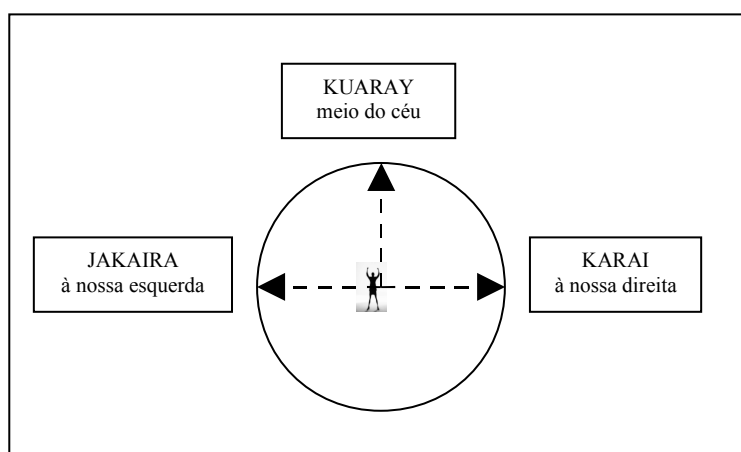 KUARAY
meio do céu
JAKAIRA
à nossa esquerda
KARAI
à nossa direita